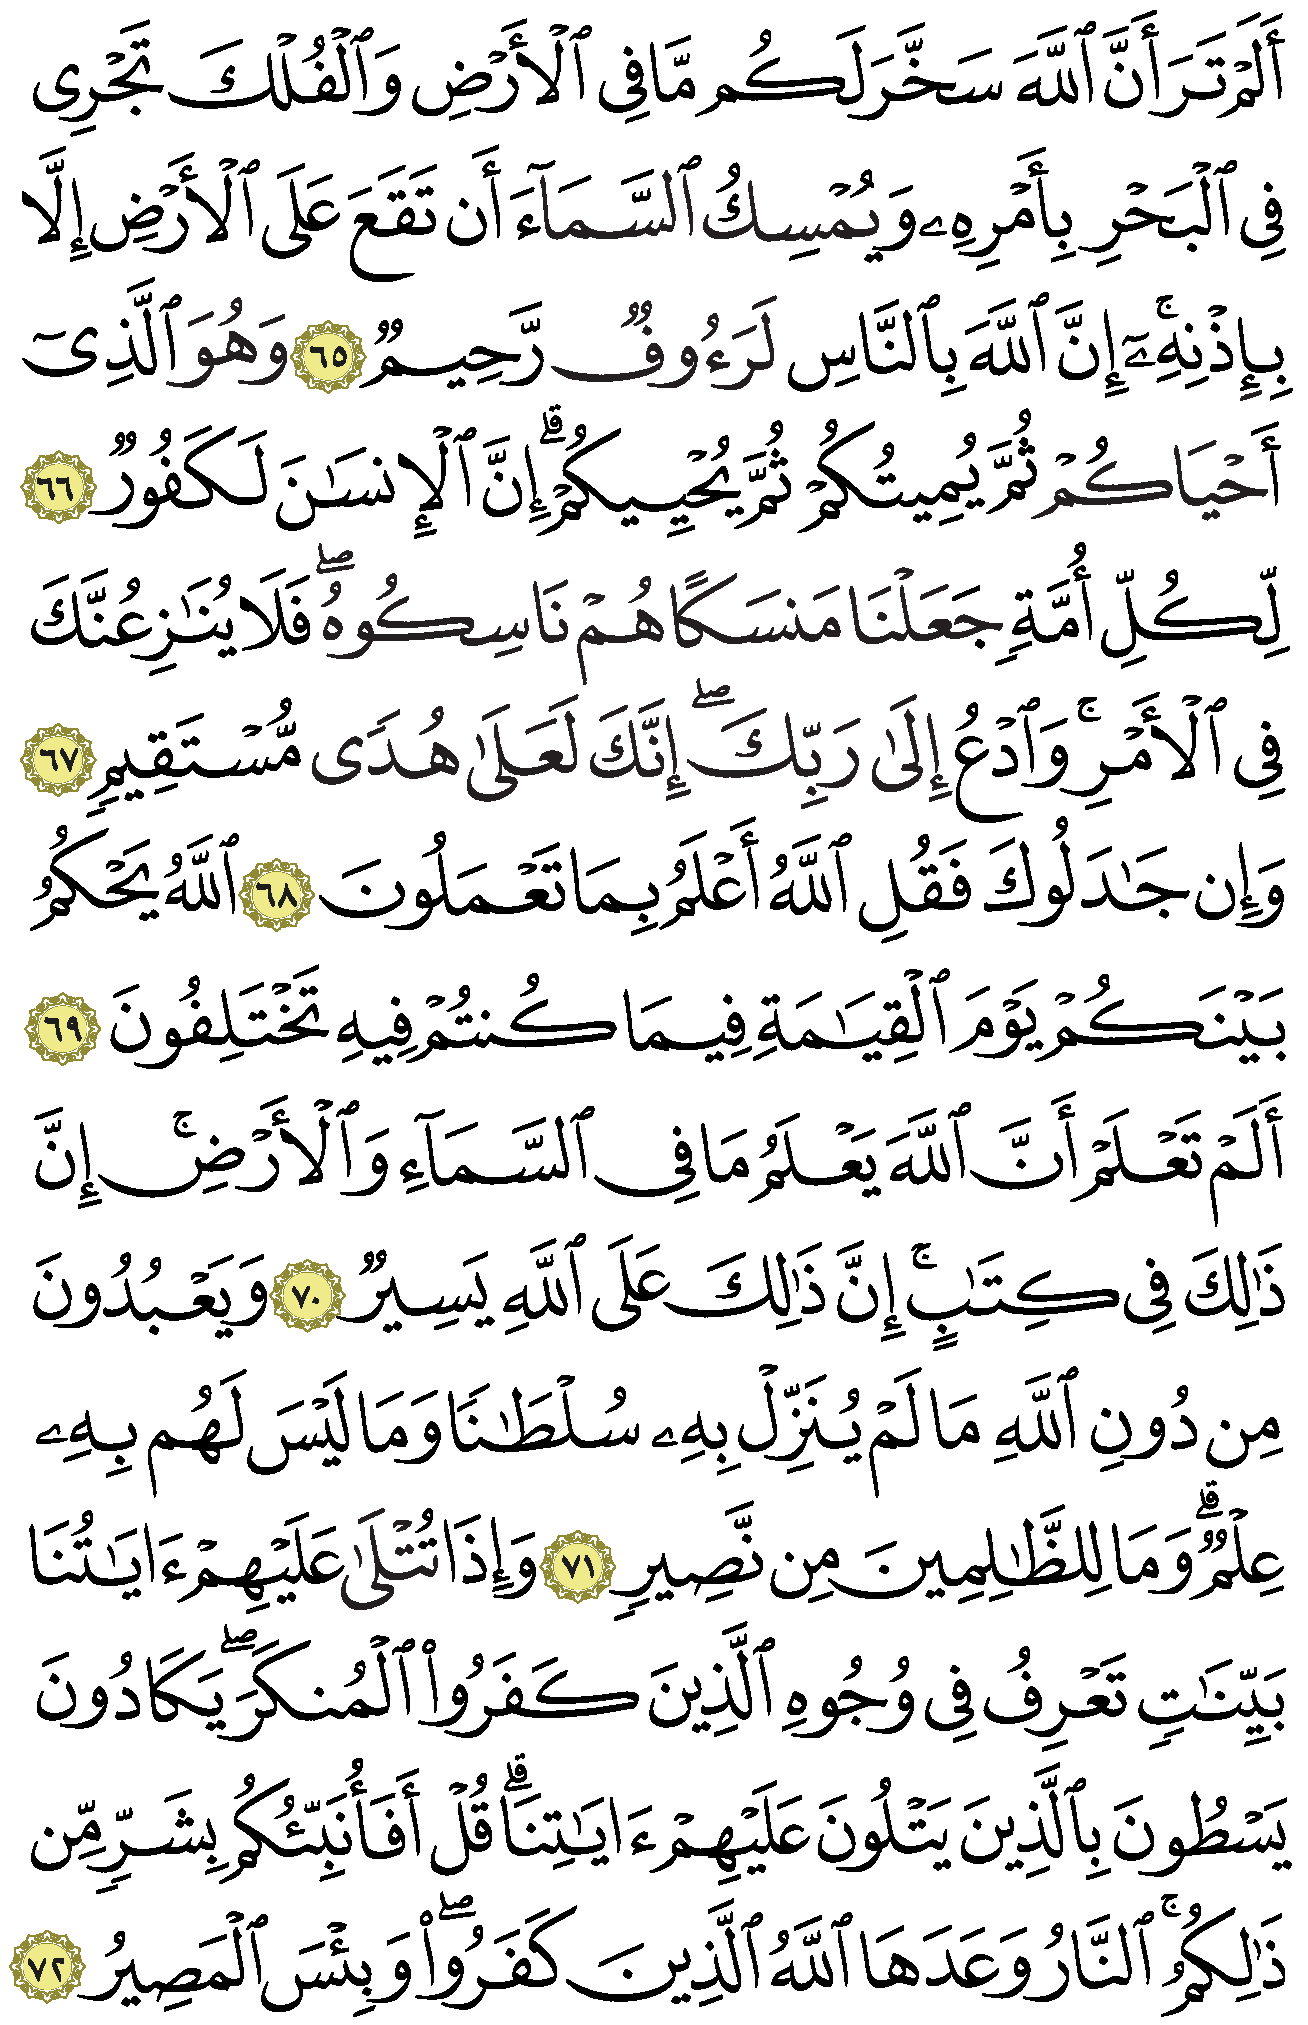 أَلَمْ تَرَ أَنَّ ٱللَّهَ سَخَّرَ لَكُم مَّا فِى ٱلْأَرْضِ وَٱلْفُلْكَ تَجْرِى
فِى ٱلْبَحْرِ بِأَمْرِهِۦ وَيُمْسِكُ ٱلسَّمَآءَ أَن تَقَعَ عَلَى ٱلْأَرْضِ إِلَّا
بِإِذْنِهِۦٓ ۚ إِنَّ ٱللَّهَ بِٱلنَّاسِ لَرَءُوفٌ رَّحِيمٌ ٦٥ وَهُوَ ٱلَّذِىٓ
أَحْيَاكُمْ ثُمَّ يُمِيتُكُمْ ثُمَّ يُحْيِيكُمْ ۗ إِنَّ ٱلْإِنسَـٰنَ لَكَفُورٌ ٦٦
لِّكُلِّ أُمَّةٍ جَعَلْنَا مَنسَكًا هُمْ نَاسِكُوهُ ۖ فَلَا يُنَـٰزِعُنَّكَ
فِى ٱلْأَمْرِ ۚ وَٱدْعُ إِلَىٰ رَبِّكَ ۖ إِنَّكَ لَعَلَىٰ هُدًى مُّسْتَقِيمٍ ٦٧
وَإِن جَـٰدَلُوكَ فَقُلِ ٱللَّهُ أَعْلَمُ بِمَا تَعْمَلُونَ ٦٨ ٱللَّهُ يَحْكُمُ
بَيْنَكُمْ يَوْمَ ٱلْقِيَـٰمَةِ فِيمَا كُنتُمْ فِيهِ تَخْتَلِفُونَ ٦٩
أَلَمْ تَعْلَمْ أَنَّ ٱللَّهَ يَعْلَمُ مَا فِى ٱلسَّمَآءِ وَٱلْأَرْضِ ۗ إِنَّ
ذَٰلِكَ فِى كِتَـٰبٍ ۚ إِنَّ ذَٰلِكَ عَلَى ٱللَّهِ يَسِيرٌ ٧٠ وَيَعْبُدُونَ
مِن دُونِ ٱللَّهِ مَا لَمْ يُنَزِّلْ بِهِۦ سُلْطَـٰنًا وَمَا لَيْسَ لَهُم بِهِۦ
عِلْمٌ ۗ وَمَا لِلظَّـٰلِمِينَ مِن نَّصِيرٍ ٧١ وَإِذَا تُتْلَىٰ عَلَيْهِمْ ءَايَـٰتُنَا
بَيِّنَـٰتٍ تَعْرِفُ فِى وُجُوهِ ٱلَّذِينَ كَفَرُوا۟ ٱلْمُنكَرَ ۖ يَكَادُونَ
يَسْطُونَ بِٱلَّذِينَ يَتْلُونَ عَلَيْهِمْ ءَايَـٰتِنَا ۗ قُلْ أَفَأُنَبِّئُكُم بِشَرٍّ مِّن
ذَٰلِكُمُ ۚ ٱلنَّارُ وَعَدَهَا ٱللَّهُ ٱلَّذِينَ كَفَرُوا۟ ۖ وَبِئْسَ ٱلْمَصِيرُ ٧٢